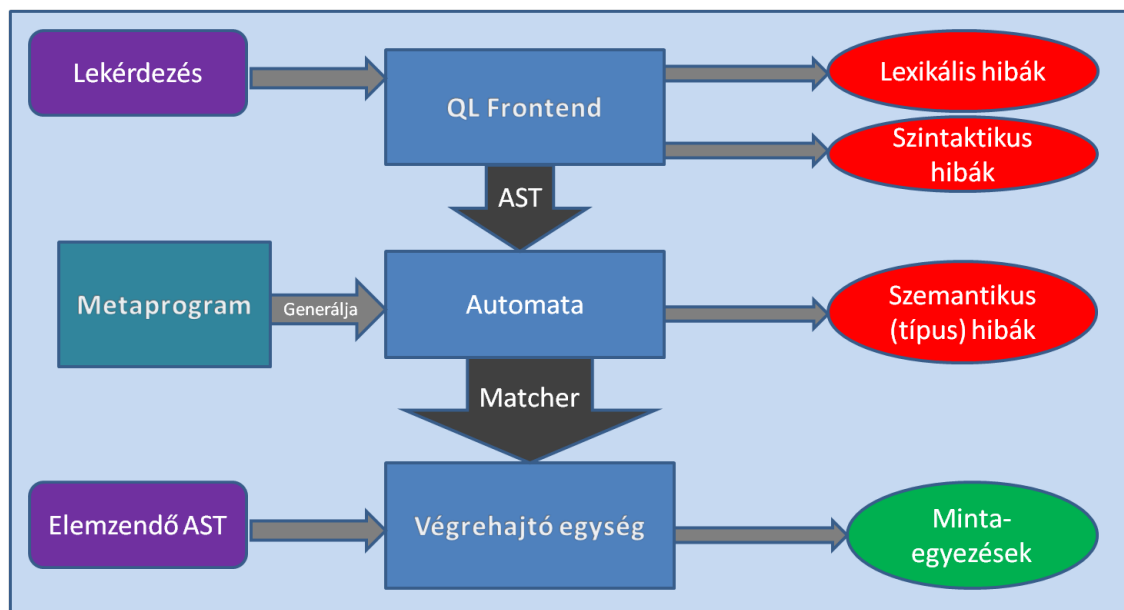 Lekérdezés
QL Frontend
Lexikális hibák
Szintaktikus
hibák
AST
Metaprogram
Generálja
Automata
Szemantikus
(típus) hibák
Matcher
Elemzendő AST
Végrehajtó egység
Minta-
egyezések